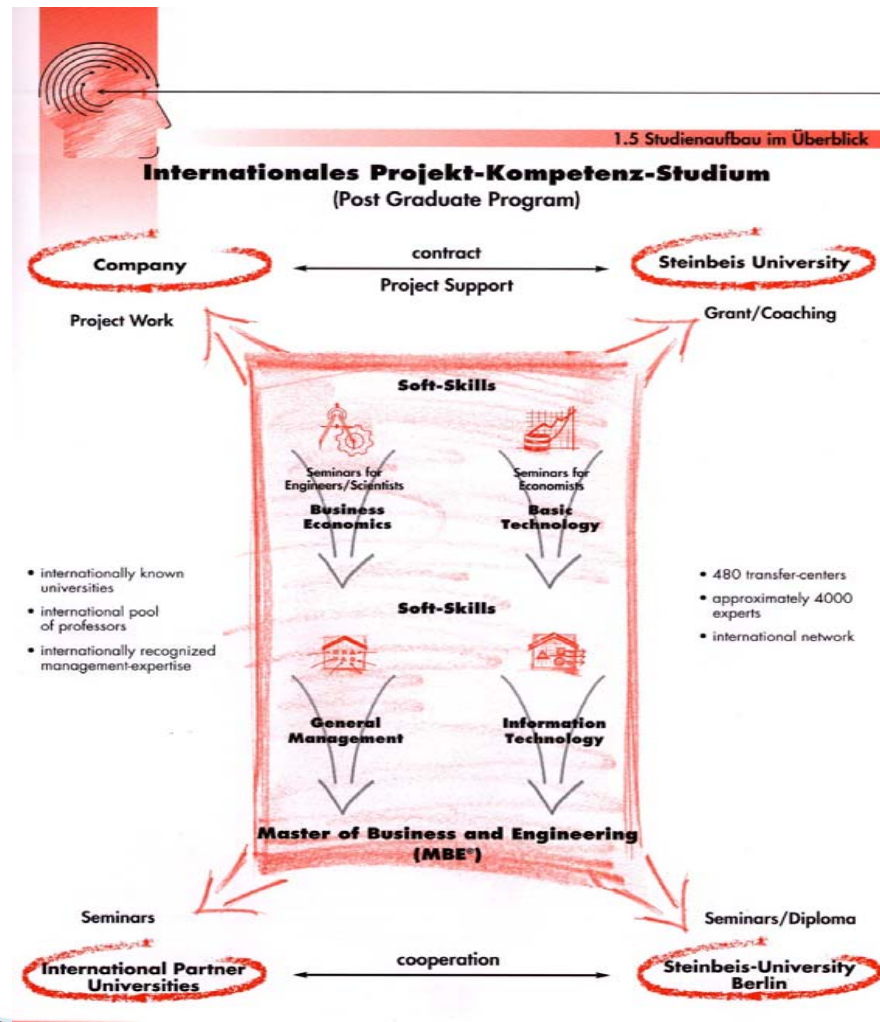 1.5 Studienaufbau im Überblick
Internationales Projekt-Kompetenz-Studium
(Post Graduate Program)
Company
contract
Project Support
Steinbeis University
Project Work
Grant/Coaching
Soft-Skills
Seminars for
Engineers/Scientists
Business
Economics
Seminars for
Economists
Basic
Technology
• internationally known
universities
• international pool
of professors
• internationally recognized
management-expertise
• 480 transfer-centers
• approximately 4000
experts
• international network
Soft-Skills
General
Management
Information
Technology
Master of Business and Engineering
(MBE®)
Seminars
Seminars/Diploma
International Partner
Universities
cooperation
Steinbeis-University
Berlin